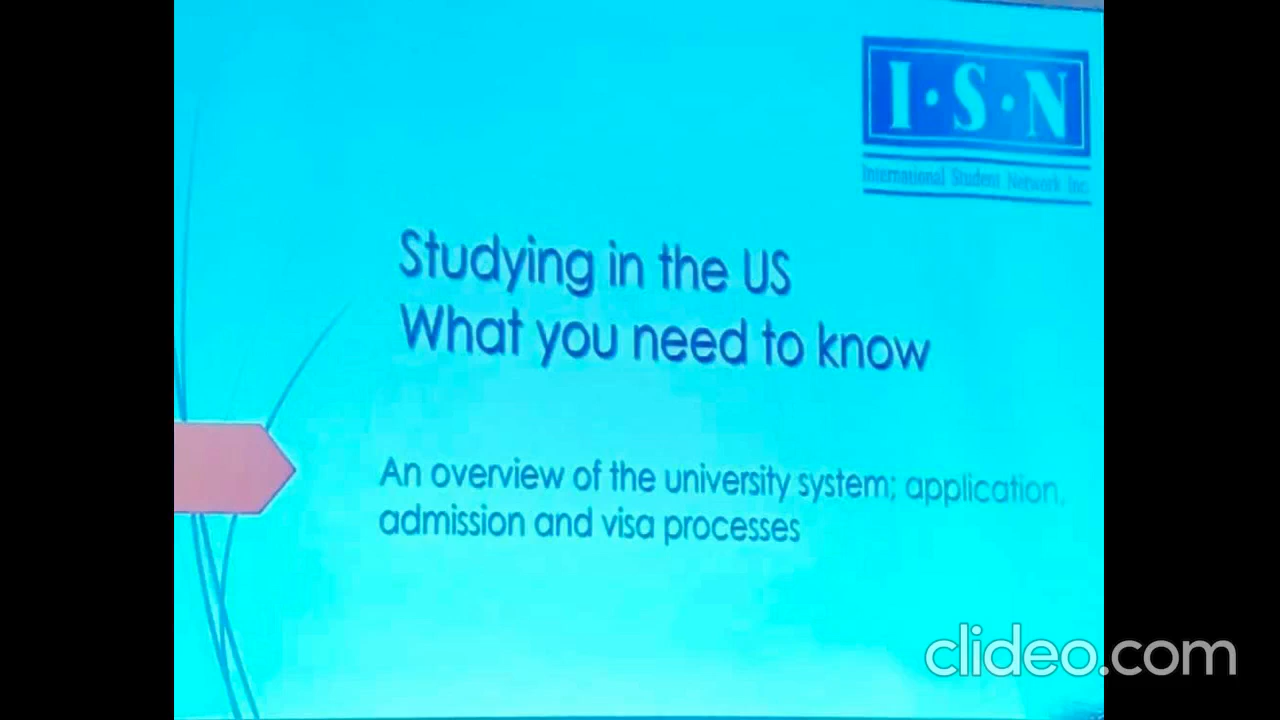 I·S·N
International Student Network Inc.
Studying in the US
What you need to know
An overview of the university system; application,
admission and visa processes
clideo.com